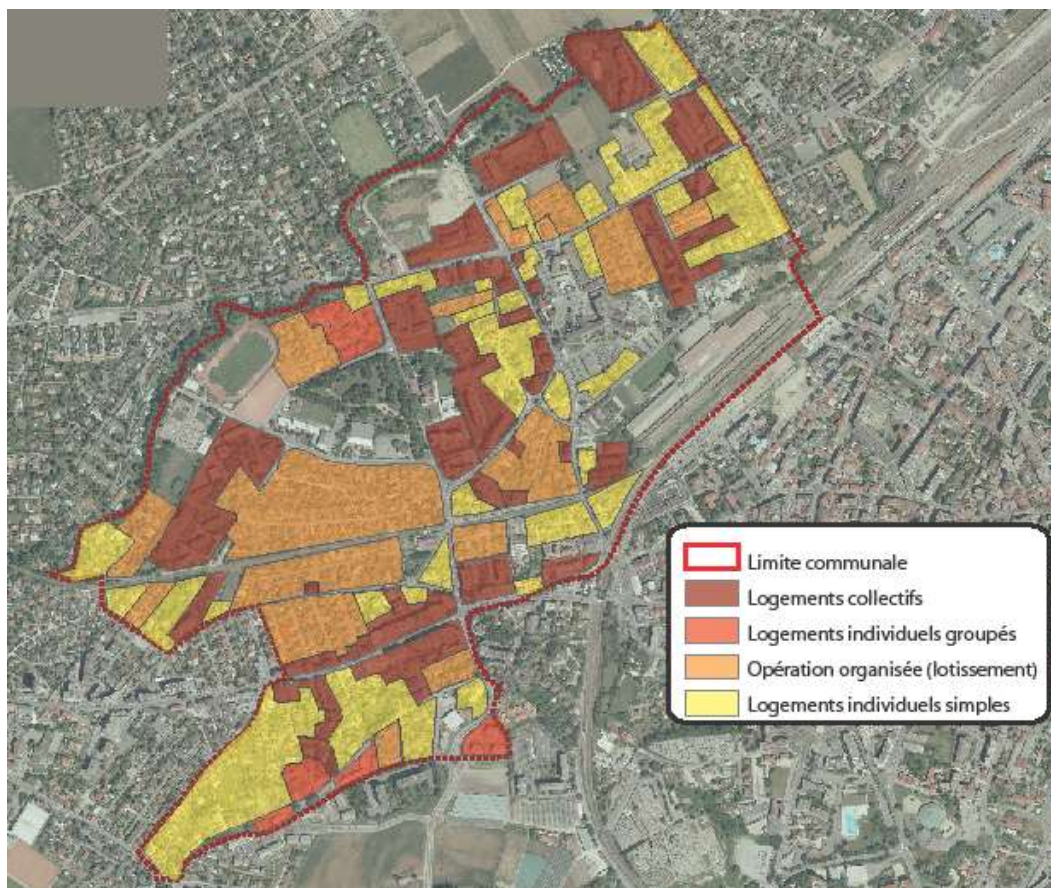 Limite communale
Logements collectifs
Logements individuels groupés
Opération organisée (lotissement)
Logements individuels simples